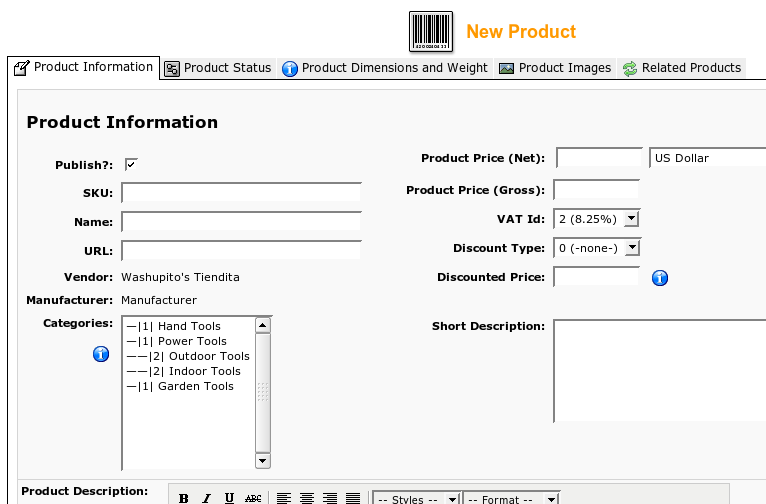 New Product
Product Information
Product Status
Product Dimensions and Weight
Product Images
Related Products
Product Information
Publish?:
SKU:
Name:
URL:
Vendor: Washupito's Tiendita
Manufacturer: Manufacturer
Categories:
—|1| Hand Tools
—|1| Power Tools
——|2| Outdoor Tools
——|2| Indoor Tools
—|1| Garden Tools
Product Price (Net): US Dollar
Product Price (Gross):
VAT Id: 2 (8.25%)
Discount Type: 0 (-none-)
Discounted Price:
Short Description:
Product Description:
B I U ABC -- Styles -- -- Format --